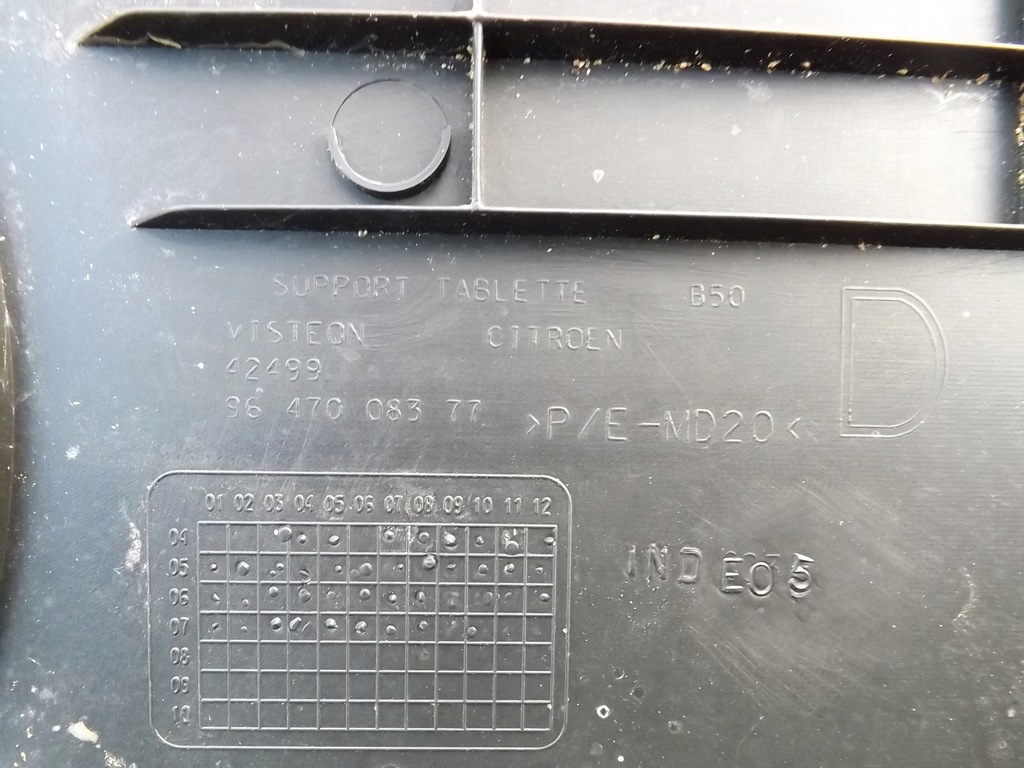 SUPPORT TABLETTE B50
VISTEON CITROEN
42499
96 470 083 77 >P/E-MD20<
D
01 02 03 04 05 06 07 08 09 10 11 12
04
05
06
07
08
09
10
IND